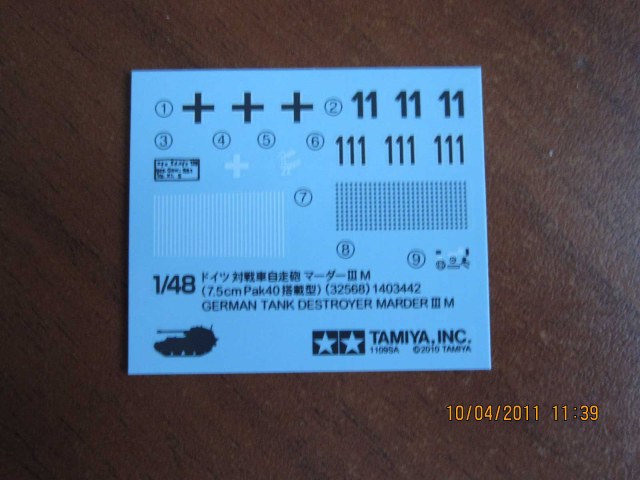 ① ② 11 11 11
③ ④ ⑤ ⑥ 111 111 111
⑦
⑧ ⑨
1/48 ドイツ 対戦車自走砲 マーダーⅢ M
(7.5cm Pak40 搭載型) (32568) 1403442
GERMAN TANK DESTROYER MARDER Ⅲ M
TAMIYA, INC.
1109SA ©2010 TAMIYA
10/04/2011 11:39